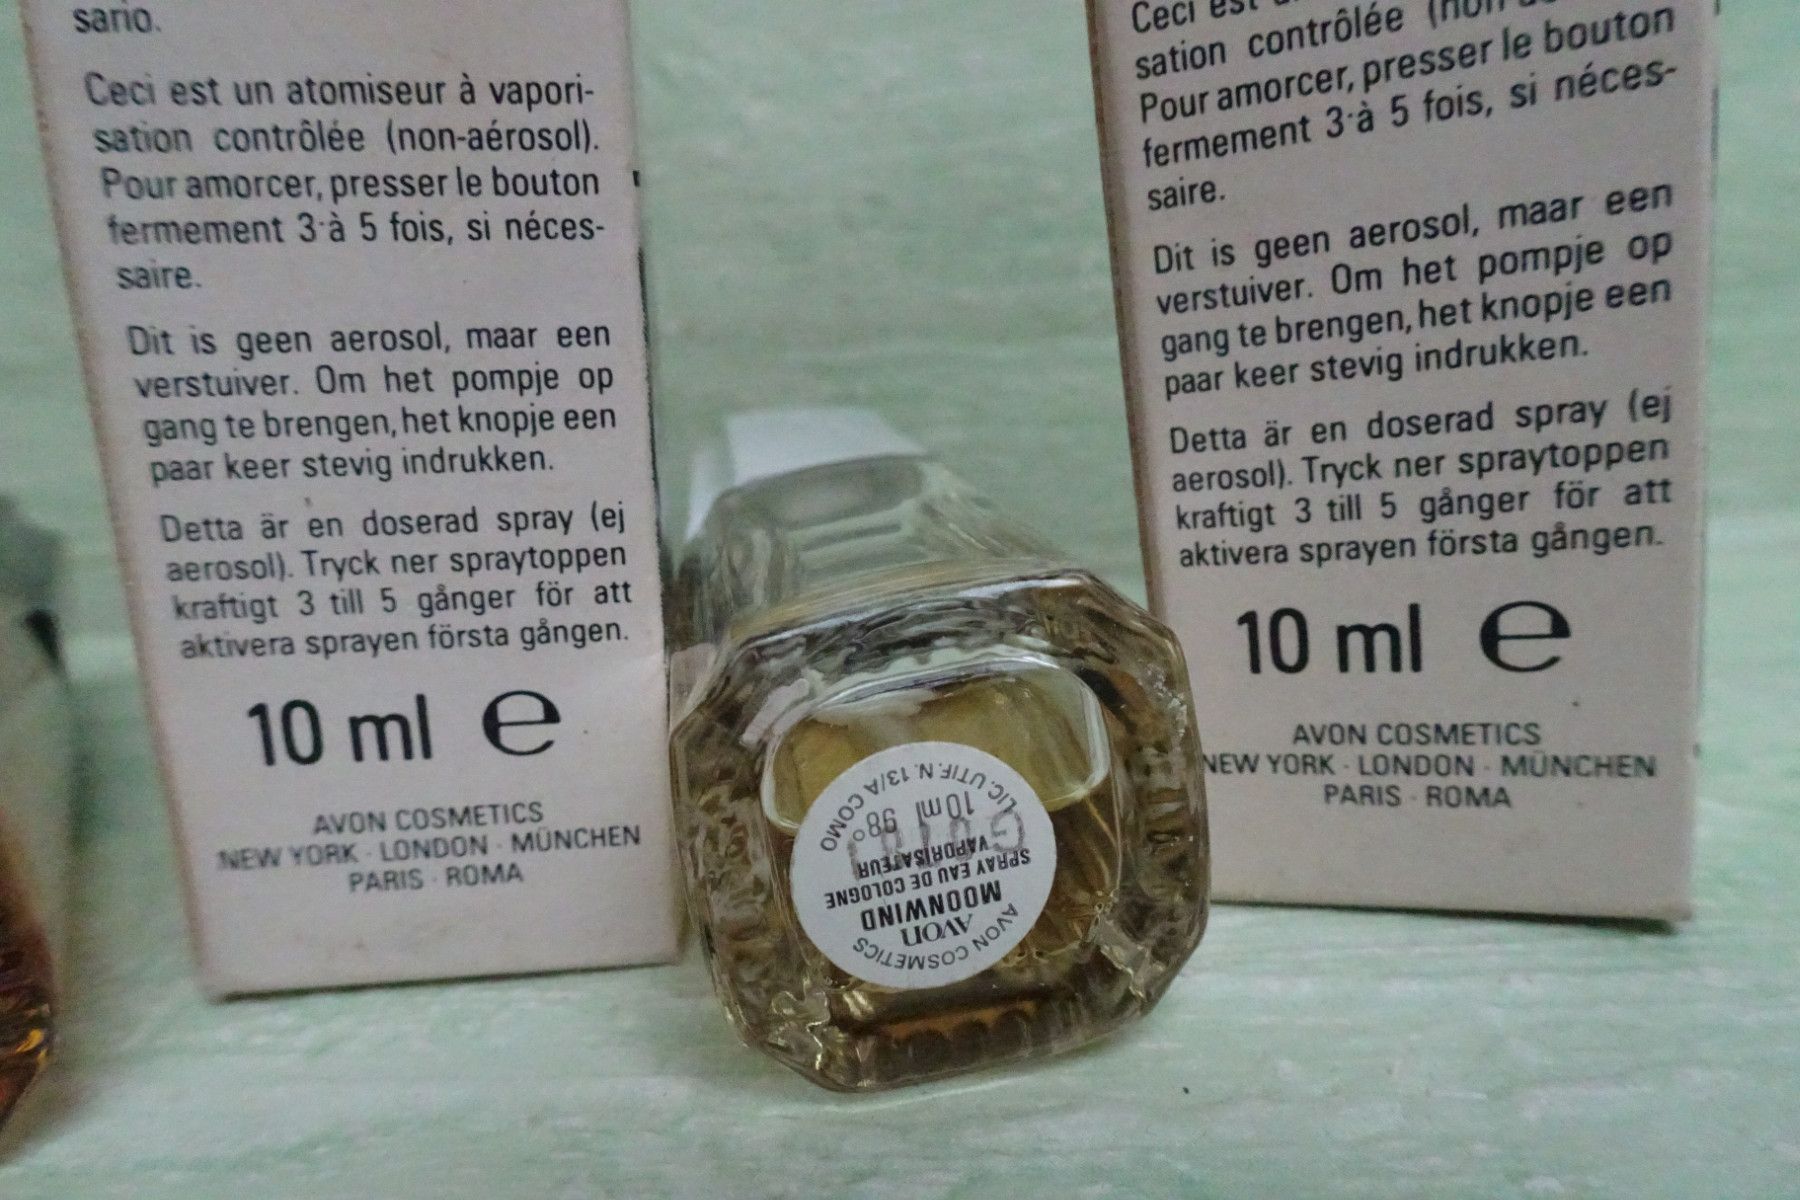 sario.
Ceci est un atomiseur à vapori-
sation contrôlée (non-aérosol).
Pour amorcer, presser le bouton
fermement 3 à 5 fois, si néces-
saire.
Dit is geen aerosol, maar een
verstuiver. Om het pompje op
gang te brengen, het knopje een
paar keer stevig indrukken.
Detta är en doserad spray (ej
aerosol). Tryck ner spraytoppen
kraftigt 3 till 5 gånger för att
aktivera sprayen första gången.
10 ml ℮
AVON COSMETICS
NEW YORK · LONDON · MÜNCHEN
PARIS · ROMA
AVON COSMETICS
AVON
MOONWIND
SPRAY EAU DE COLOGNE
VAPORISATEUR
10 ml 98°
LIC. UTIF. N. 13/A COMO
Ceci est
sation contrôlée
Pour amorcer, presser le bouton
fermement 3 à 5 fois, si néces-
saire.
Dit is geen aerosol, maar een
verstuiver. Om het pompje op
gang te brengen, het knopje een
paar keer stevig indrukken.
Detta är en doserad spray (ej
aerosol). Tryck ner spraytoppen
kraftigt 3 till 5 gånger för att
aktivera sprayen första gången.
10 ml ℮
AVON COSMETICS
NEW YORK · LONDON · MÜNCHEN
PARIS · ROMA